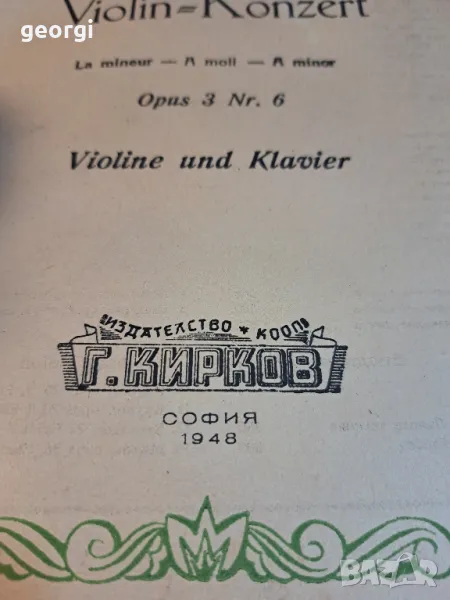 georgi
Violin=Konzert
La mineur — A moll — A minor
Opus 3 Nr. 6
Violine und Klavier
ИЗДАТЕЛСТВО * КООП.
Г. КИРКОВ
СОФИЯ
1948
BAZAR